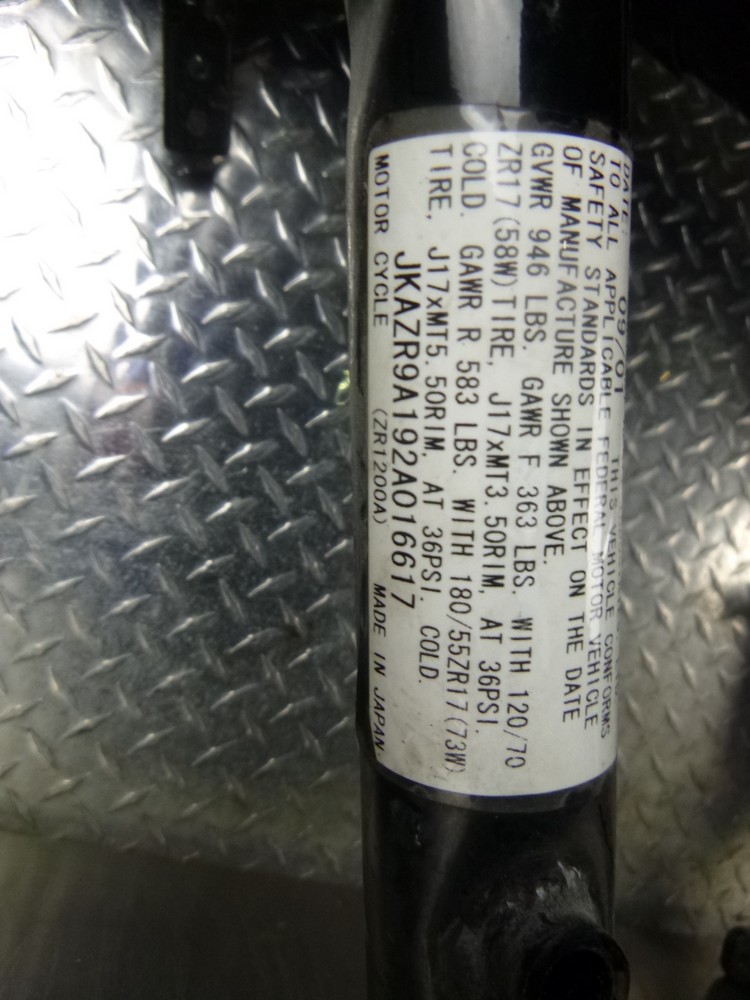 DATE: 09/01 THIS VEHICLE CONFORMS
TO ALL APPLICABLE FEDERAL MOTOR VEHICLE
SAFETY STANDARDS IN EFFECT ON THE DATE
OF MANUFACTURE SHOWN ABOVE.
GVWR 946 LBS. GAWR F 363 LBS. WITH 120/70
ZR17(58W)TIRE, J17xMT3.50RIM, AT 36PSI.
COLD. GAWR R 583 LBS. WITH 180/55ZR17(73W)
TIRE, J17xMT5.50RIM, AT 36PSI. COLD.
JKAZR9A192A016617
MOTOR CYCLE (ZR1200A) MADE IN JAPAN